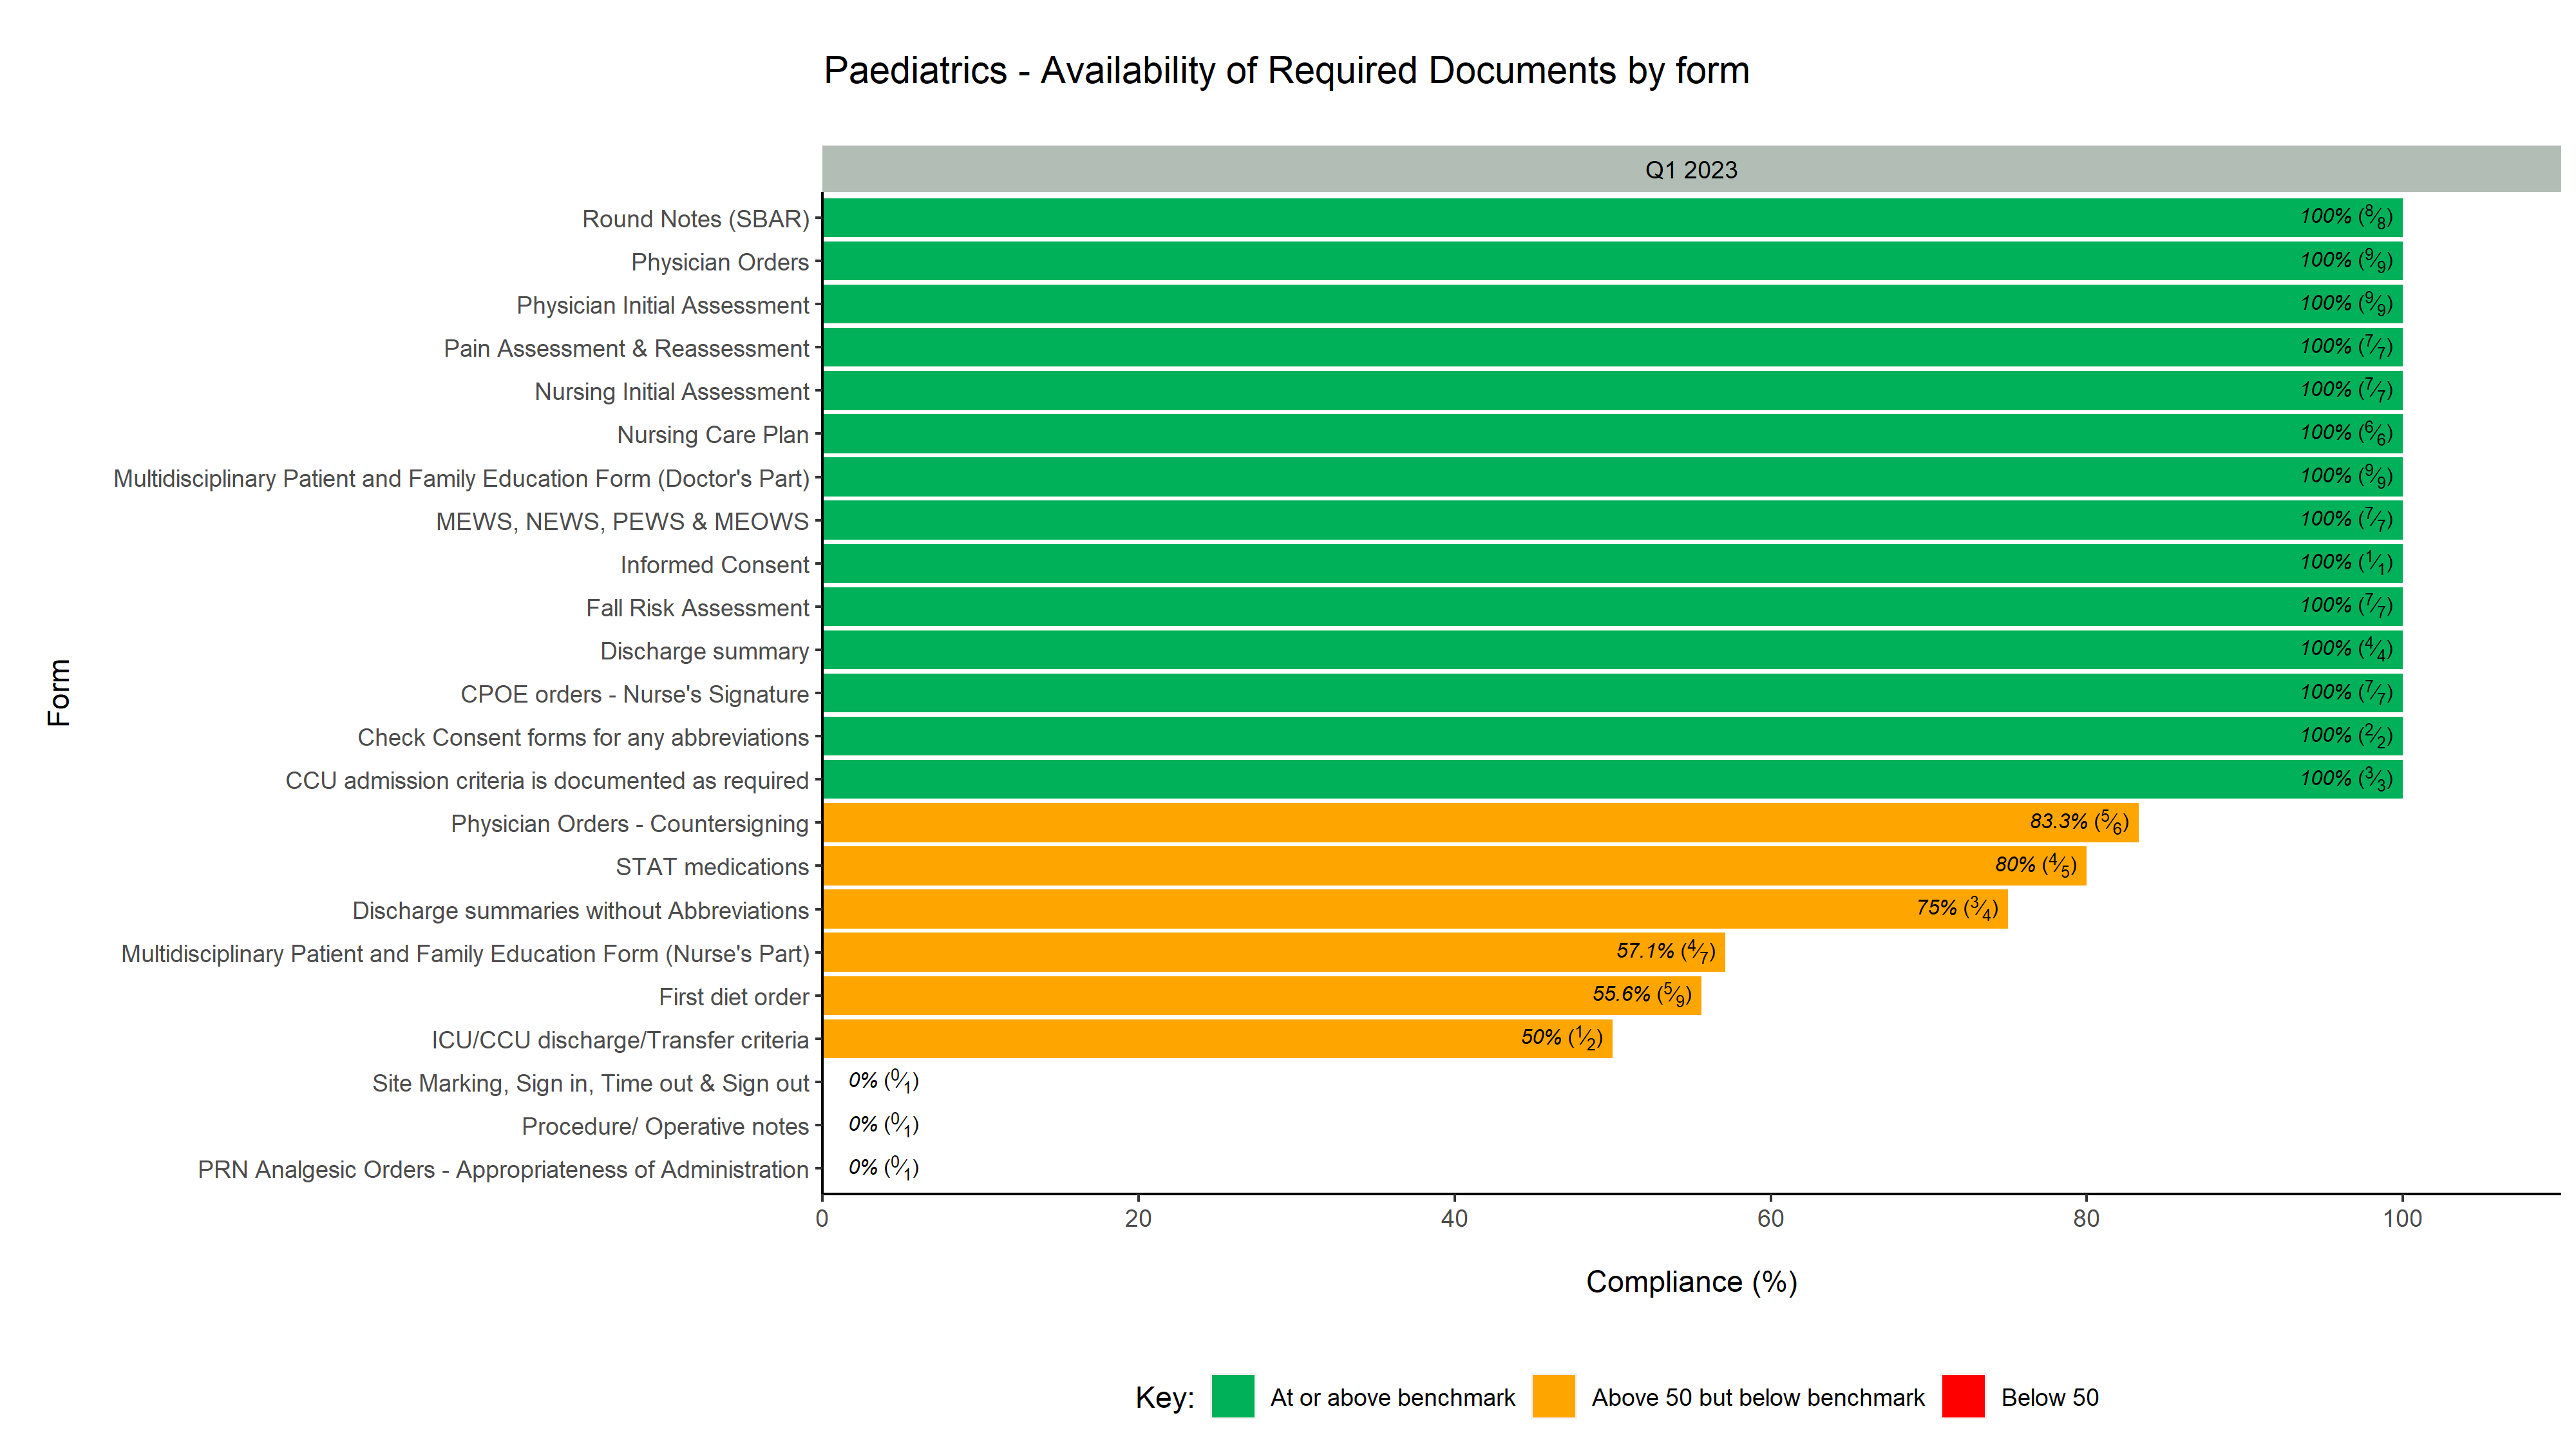 Paediatrics - Availability of Required Documents by form
Q1 2023
Form
Round Notes (SBAR) 100% (8⁄8)
Physician Orders 100% (9⁄9)
Physician Initial Assessment 100% (9⁄9)
Pain Assessment & Reassessment 100% (7⁄7)
Nursing Initial Assessment 100% (7⁄7)
Nursing Care Plan 100% (6⁄6)
Multidisciplinary Patient and Family Education Form (Doctor's Part) 100% (9⁄9)
MEWS, NEWS, PEWS & MEOWS 100% (7⁄7)
Informed Consent 100% (1⁄1)
Fall Risk Assessment 100% (7⁄7)
Discharge summary 100% (4⁄4)
CPOE orders - Nurse's Signature 100% (7⁄7)
Check Consent forms for any abbreviations 100% (2⁄2)
CCU admission criteria is documented as required 100% (3⁄3)
Physician Orders - Countersigning 83.3% (5⁄6)
STAT medications 80% (4⁄5)
Discharge summaries without Abbreviations 75% (3⁄4)
Multidisciplinary Patient and Family Education Form (Nurse's Part) 57.1% (4⁄7)
First diet order 55.6% (5⁄9)
ICU/CCU discharge/Transfer criteria 50% (1⁄2)
Site Marking, Sign in, Time out & Sign out 0% (0⁄1)
Procedure/ Operative notes 0% (0⁄1)
PRN Analgesic Orders - Appropriateness of Administration 0% (0⁄1)
0 20 40 60 80 100
Compliance (%)
Key: At or above benchmark Above 50 but below benchmark Below 50